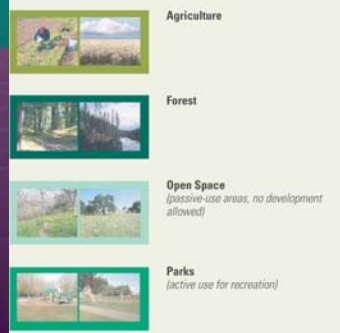 Agriculture
Forest
Open Space
(passive-use areas, no development
allowed)
Parks
(active use for recreation)